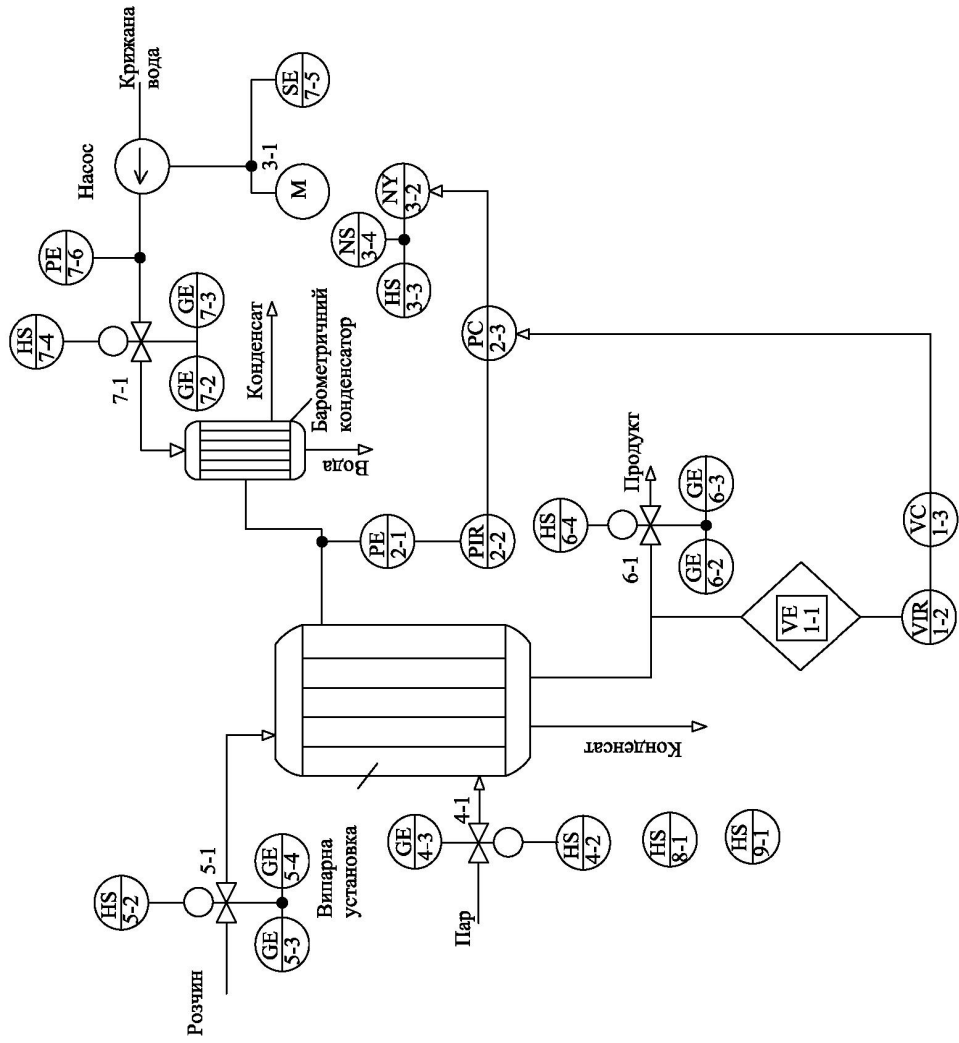 Розчин
HS
5-2
5-1
GE
5-3
GE
5-4
Випарна
установка
Пар
4-1
GE
4-3
HS
4-2
HS
8-1
HS
9-1
Конденсат
HS
7-4
7-1
GE
7-2
GE
7-3
PE
7-6
Насос
Крижана
вода
3-1
M
SE
7-5
Конденсат
Барометричний
конденсатор
Вода
PE
2-1
PIR
2-2
PC
2-3
HS
3-3
NS
3-4
NY
3-2
HS
6-4
6-1
Продукт
GE
6-2
GE
6-3
VE
1-1
VIR
1-2
VC
1-3